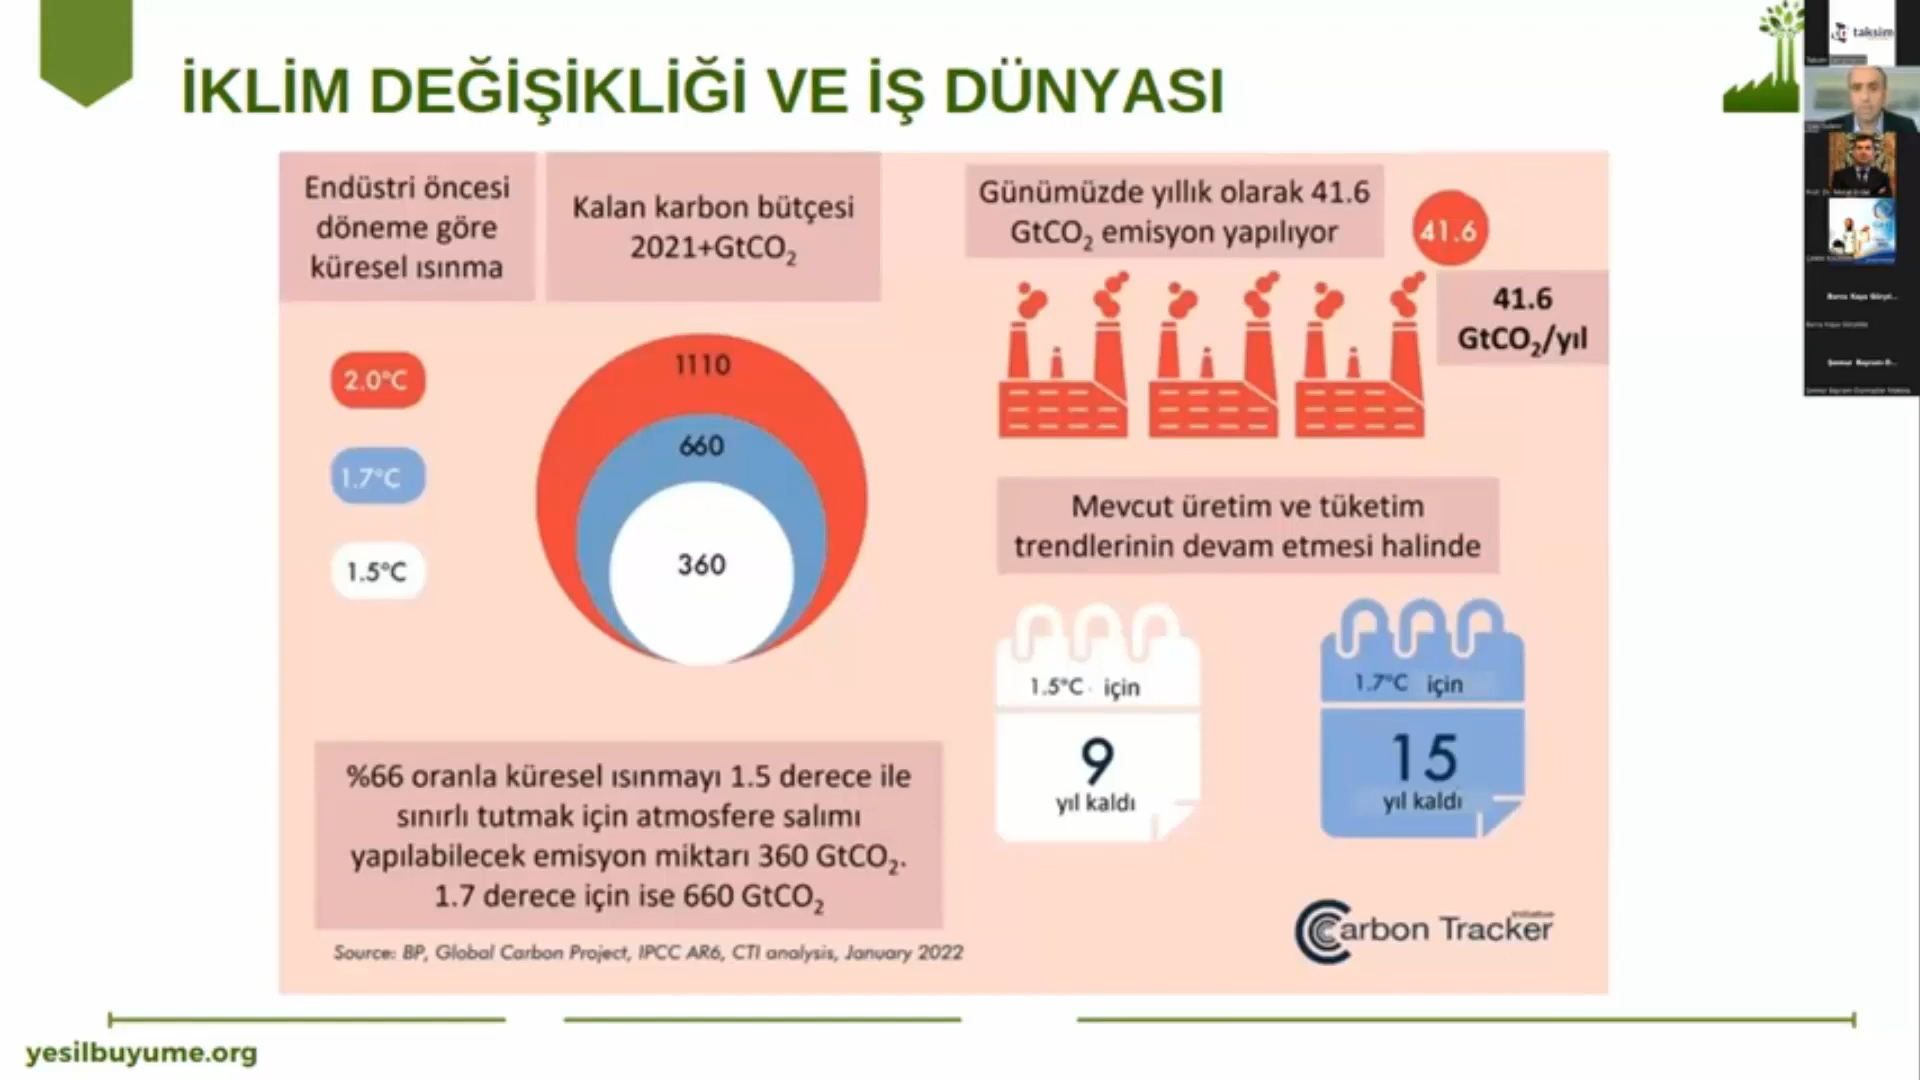 İKLİM DEĞİŞİKLİĞİ VE İŞ DÜNYASI
Endüstri öncesi
döneme göre
küresel ısınma
Kalan karbon bütçesi
2021+GtCO₂
2.0°C
1.7°C
1.5°C
1110
660
360
%66 oranla küresel ısınmayı 1.5 derece ile
sınırlı tutmak için atmosfere salımı
yapılabilecek emisyon miktarı 360 GtCO₂.
1.7 derece için ise 660 GtCO₂
Source: BP, Global Carbon Project, IPCC AR6, CTI analysis, January 2022
Günümüzde yıllık olarak 41.6
GtCO₂ emisyon yapılıyor
41.6
41.6
GtCO₂/yıl
Mevcut üretim ve tüketim
trendlerinin devam etmesi halinde
1.5°C için
9
yıl kaldı
1.7°C için
15
yıl kaldı
Carbon Tracker
Initiative
yesilbuyume.org
taksim